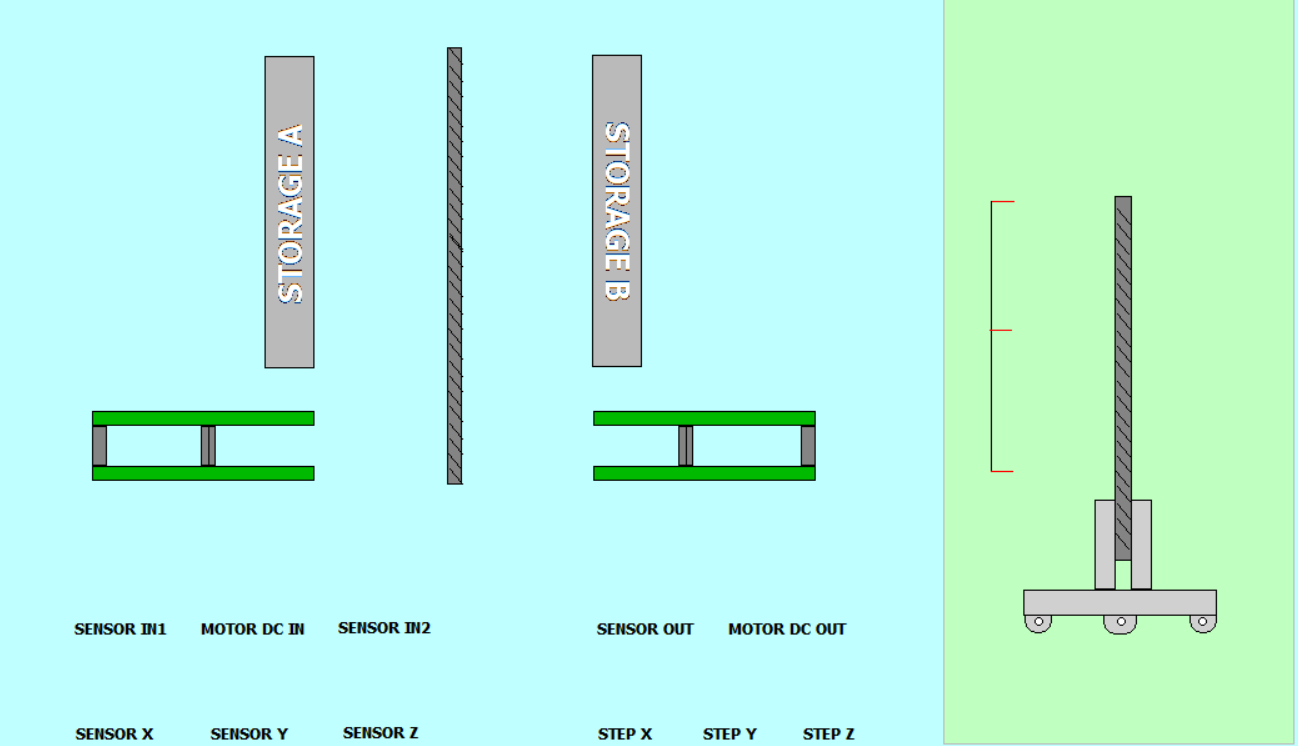 STORAGE A
STORAGE B
SENSOR IN1 MOTOR DC IN SENSOR IN2 SENSOR OUT MOTOR DC OUT
SENSOR X SENSOR Y SENSOR Z STEP X STEP Y STEP Z